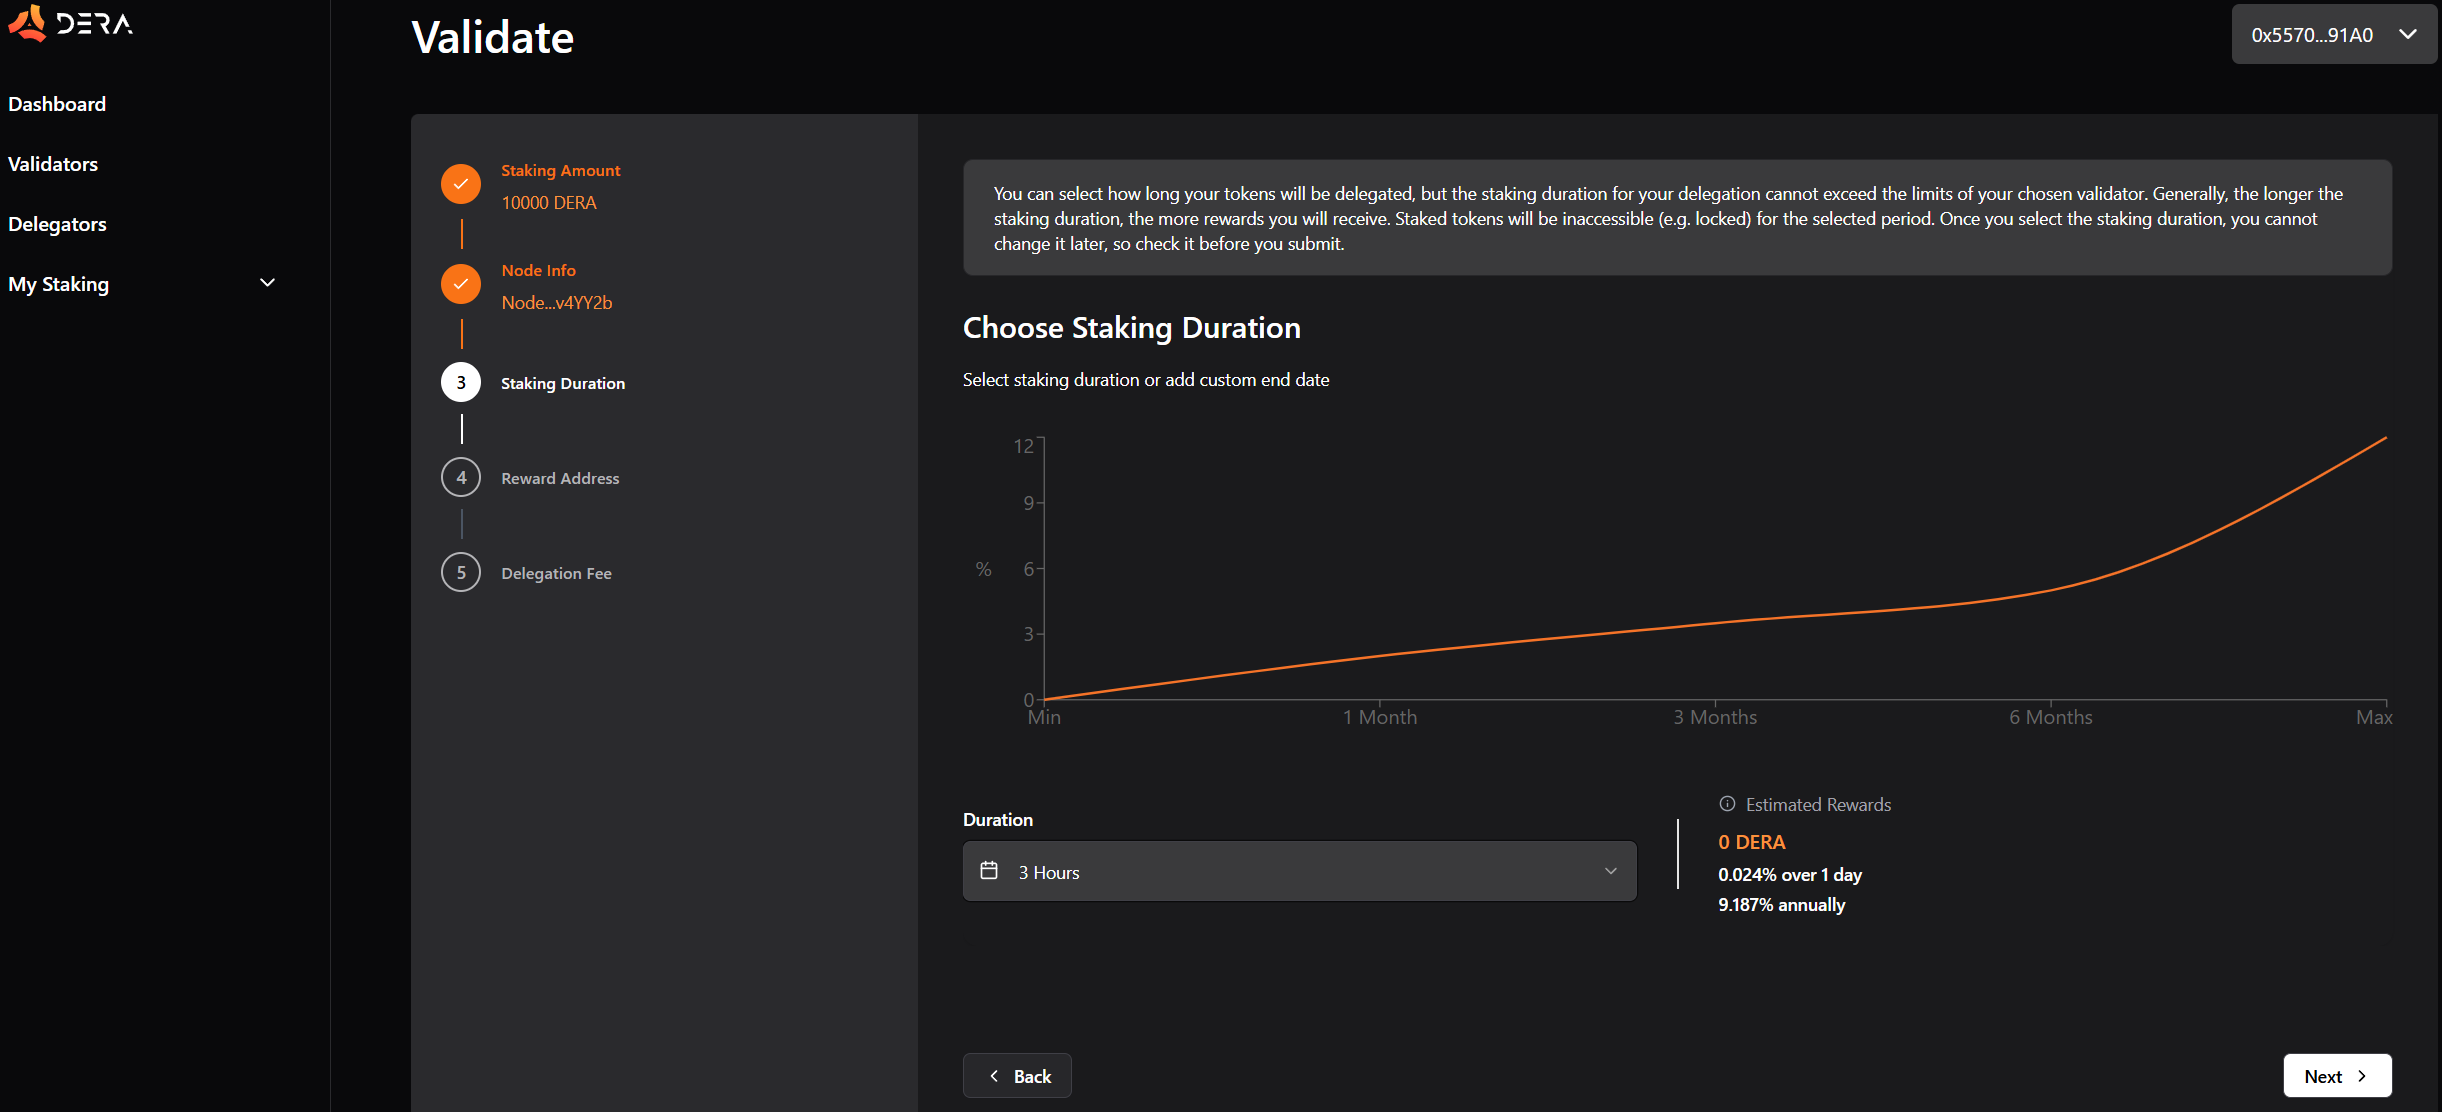 DERA
Validate
0x5570...91A0
Dashboard
Validators
Delegators
My Staking
Staking Amount
10000 DERA
Node Info
Node...v4YY2b
3
Staking Duration
4
Reward Address
5
Delegation Fee
You can select how long your tokens will be delegated, but the staking duration for your delegation cannot exceed the limits of your chosen validator. Generally, the longer the
staking duration, the more rewards you will receive. Staked tokens will be inaccessible (e.g. locked) for the selected period. Once you select the staking duration, you cannot
change it later, so check it before you submit.
Choose Staking Duration
Select staking duration or add custom end date
12
9
%
6
3
0
Min
1 Month
3 Months
6 Months
Max
Duration
3 Hours
Estimated Rewards
0 DERA
0.024% over 1 day
9.187% annually
Back
Next